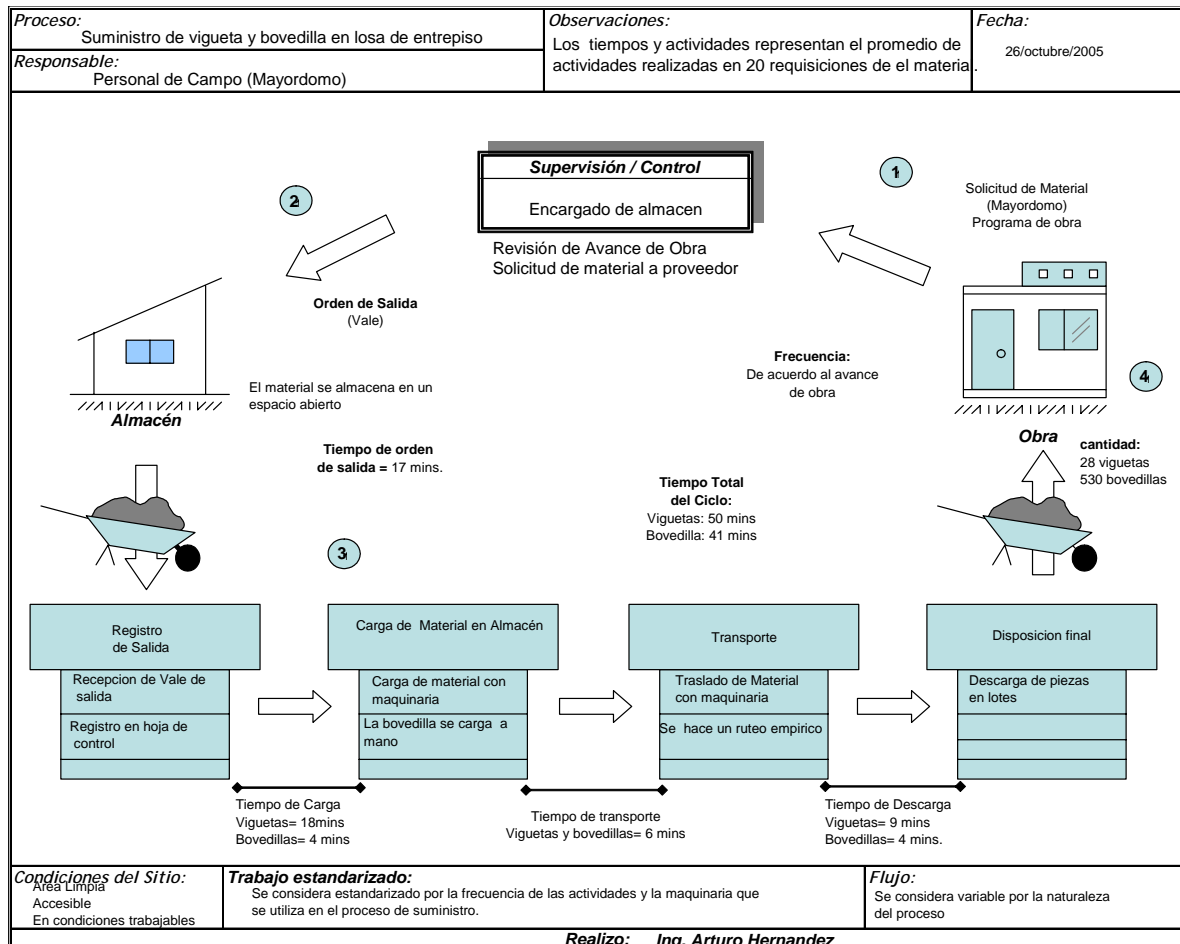 Proceso:
Suministro de vigueta y bovedilla en losa de entrepiso
Responsable:
Personal de Campo (Mayordomo)
Observaciones:
Los tiempos y actividades representan el promedio de
actividades realizadas en 20 requisiciones de el material.
Fecha:
26/octubre/2005
Supervisión / Control
Encargado de almacen
Revisión de Avance de Obra
Solicitud de material a proveedor
1
Solicitud de Material
(Mayordomo)
Programa de obra
2
Orden de Salida
(Vale)
El material se almacena en un
espacio abierto
Almacén
Tiempo de orden
de salida = 17 mins.
Frecuencia:
De acuerdo al avance
de obra
4
Obra
cantidad:
28 viguetas
530 bovedillas
Tiempo Total
del Ciclo:
Viguetas: 50 mins
Bovedilla: 41 mins
3
Registro
de Salida
Recepcion de Vale de
salida
Registro en hoja de
control
Carga de Material en Almacén
Carga de material con
maquinaria
La bovedilla se carga a
mano
Transporte
Traslado de Material
con maquinaria
Se hace un ruteo empirico
Disposicion final
Descarga de piezas
en lotes
Tiempo de Carga
Viguetas= 18mins
Bovedillas= 4 mins
Tiempo de transporte
Viguetas y bovedillas= 6 mins
Tiempo de Descarga
Viguetas= 9 mins
Bovedillas= 4 mins.
Condiciones del Sitio:
Area Limpia
Accesible
En condiciones trabajables
Trabajo estandarizado:
Se considera estandarizado por la frecuencia de las actividades y la maquinaria que
se utiliza en el proceso de suministro.
Flujo:
Se considera variable por la naturaleza
del proceso
Realizo: Ing. Arturo Hernandez